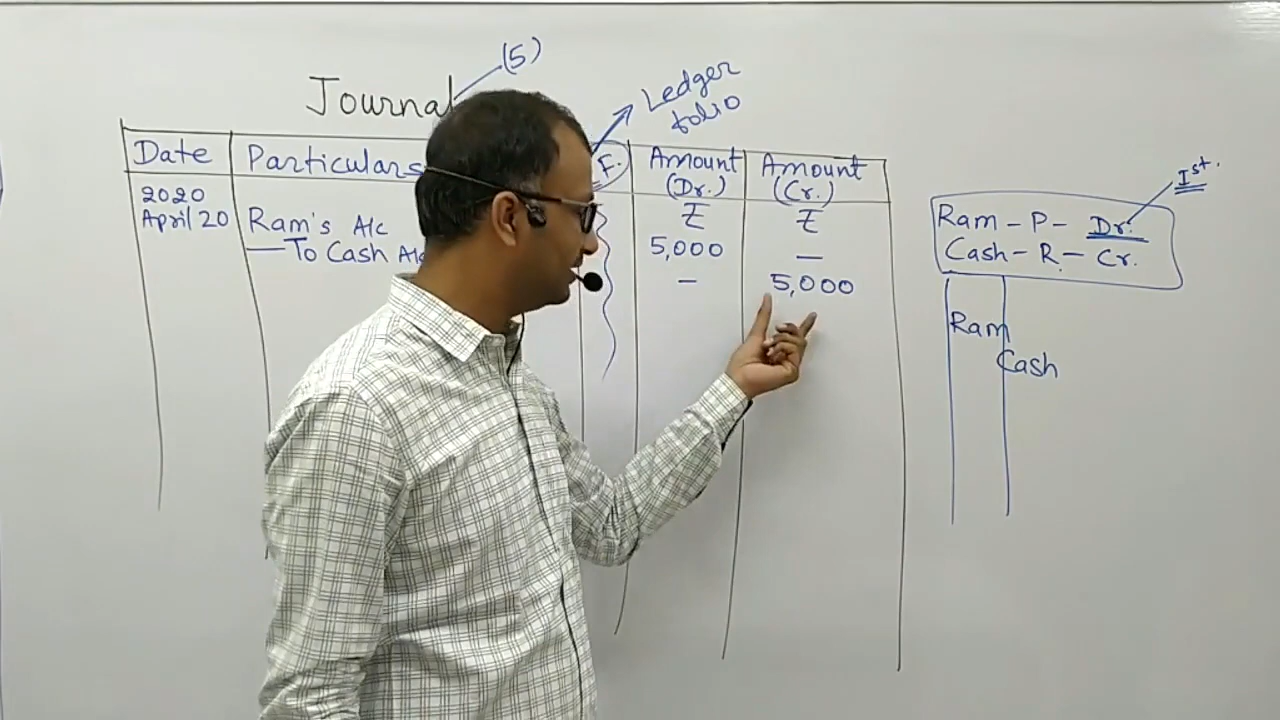 Journal
(5)
Ledger
folio
Date
Particulars
F.
Amount
(Dr.)
Amount
(Cr.)
2020
April 20
Ram's A/c
To Cash A/c
₹
5,000
—
₹
—
5,000
Ist.
Ram - P - Dr.
Cash - R - Cr.
Ram
Cash